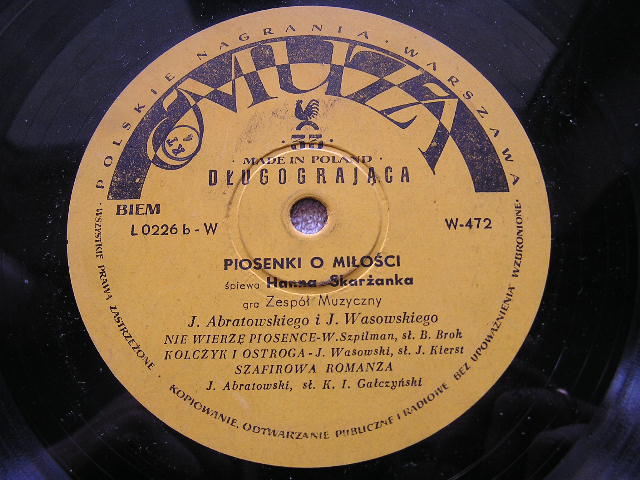 POLSKIE NAGRANIA · WARSZAWA
MUZA
33
· MADE IN POLAND ·
DŁUGOGRAJĄCA
BIEM
Ł 0226 b - W
W-472
PIOSENKI O MIŁOŚCI
śpiewa Hanna Skarżanka
gra Zespół Muzyczny
J. Abratowskiego i J. Wasowskiego
NIE WIERZĘ PIOSENCE-W. Szpilman, sł. B. Brok
KOLCZYK I OSTROGA - J. Wasowski, sł. J. Kierst
SZAFIROWA ROMANZA
J. Abratowski, sł. K. I. Gałczyński
· WSZYSTKIE PRAWA ZASTRZEŻONE · KOPIOWANIE, ODTWARZANIE PUBLICZNE I RADIOWE BEZ UPOWAŻNIENIA WZBRONIONE ·